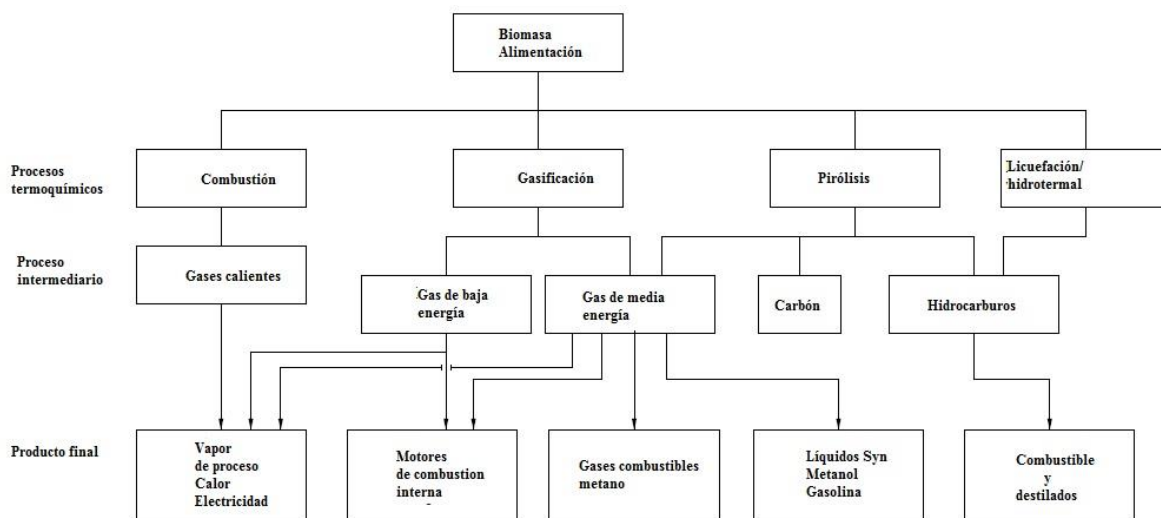 Biomasa
Alimentación
Procesos
termoquímicos
Combustión
Gasificación
Pirólisis
Licuefación/
hidrotermal
Proceso
intermediario
Gases calientes
Gas de baja
energía
Gas de media
energía
Carbón
Hidrocarburos
Producto final
Vapor
de proceso
Calor
Electricidad
Motores
de combustion
interna
Gases combustibles
metano
Líquidos Syn
Metanol
Gasolina
Combustible
y
destilados